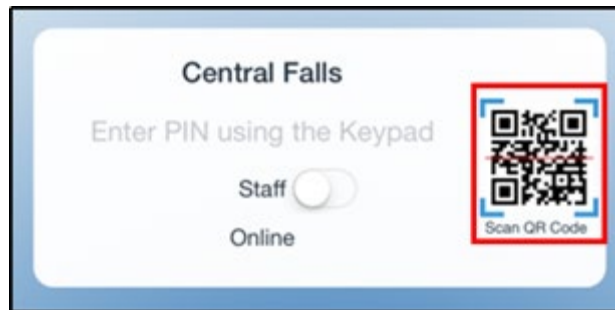 Central Falls
Enter PIN using the Keypad
Staff
Online
Scan QR Code